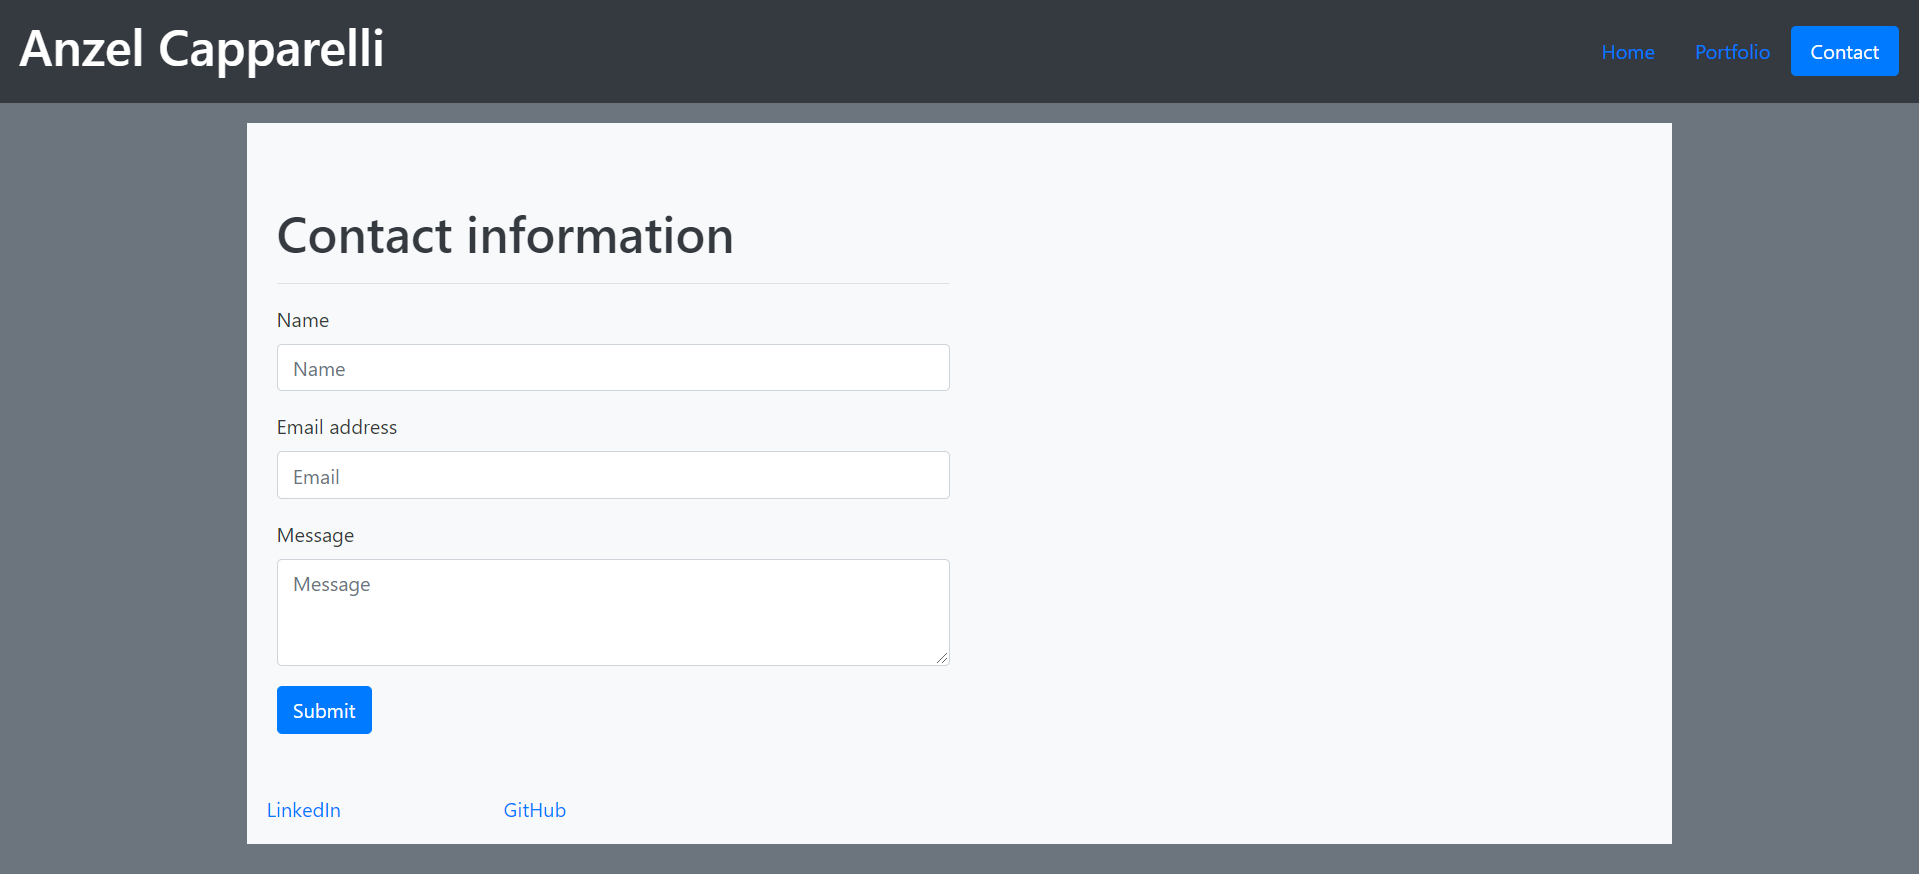 Anzel Capparelli
Home Portfolio Contact
Contact information
Name
Name
Email address
Email
Message
Message
Submit
LinkedIn GitHub